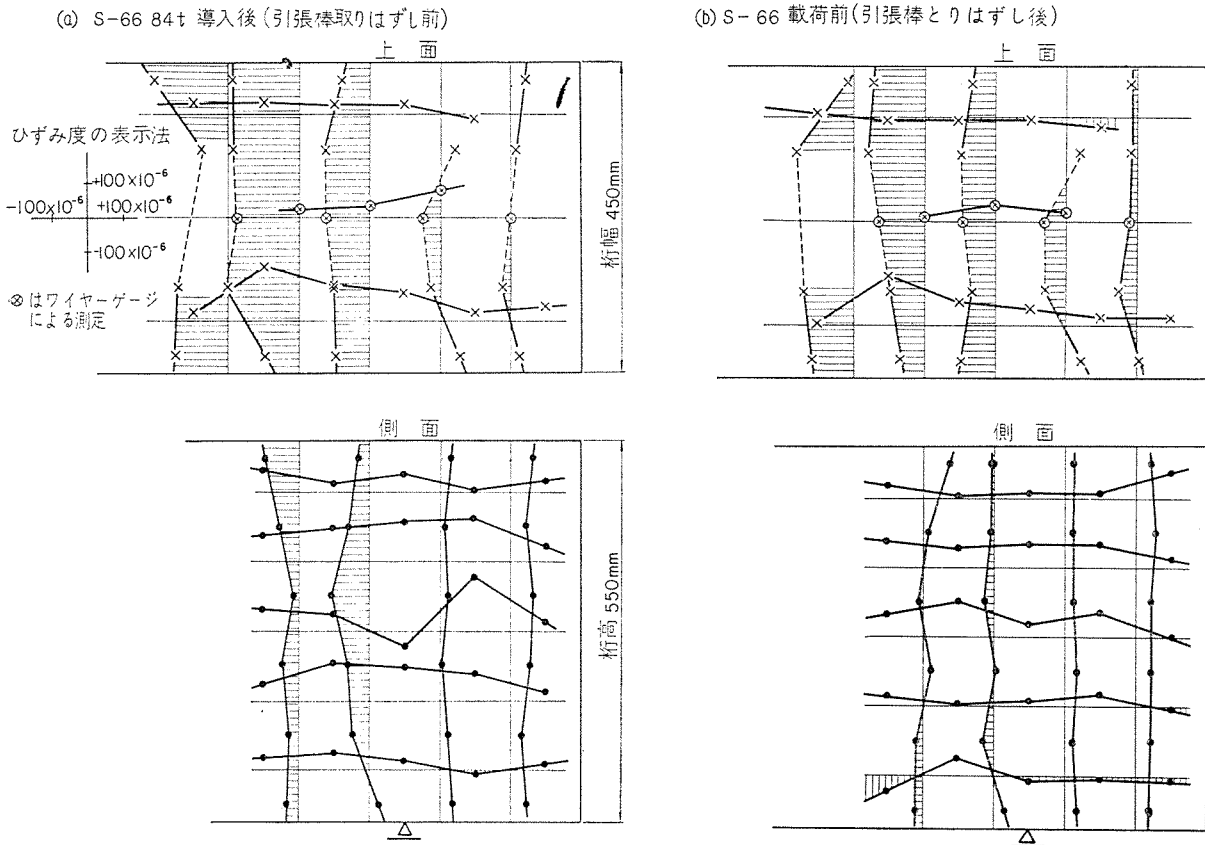 (a) S-66 84t 導入後(引張棒取りはずし前)
上面
ひずみ度の表示法
+100×10⁻⁶
-100×10⁻⁶ +100×10⁻⁶
-100×10⁻⁶
⊗はワイヤーゲージ
による測定
桁幅 450mm
側面
桁高 550mm
(b) S-66 載荷前(引張棒とりはずし後)
上面
側面